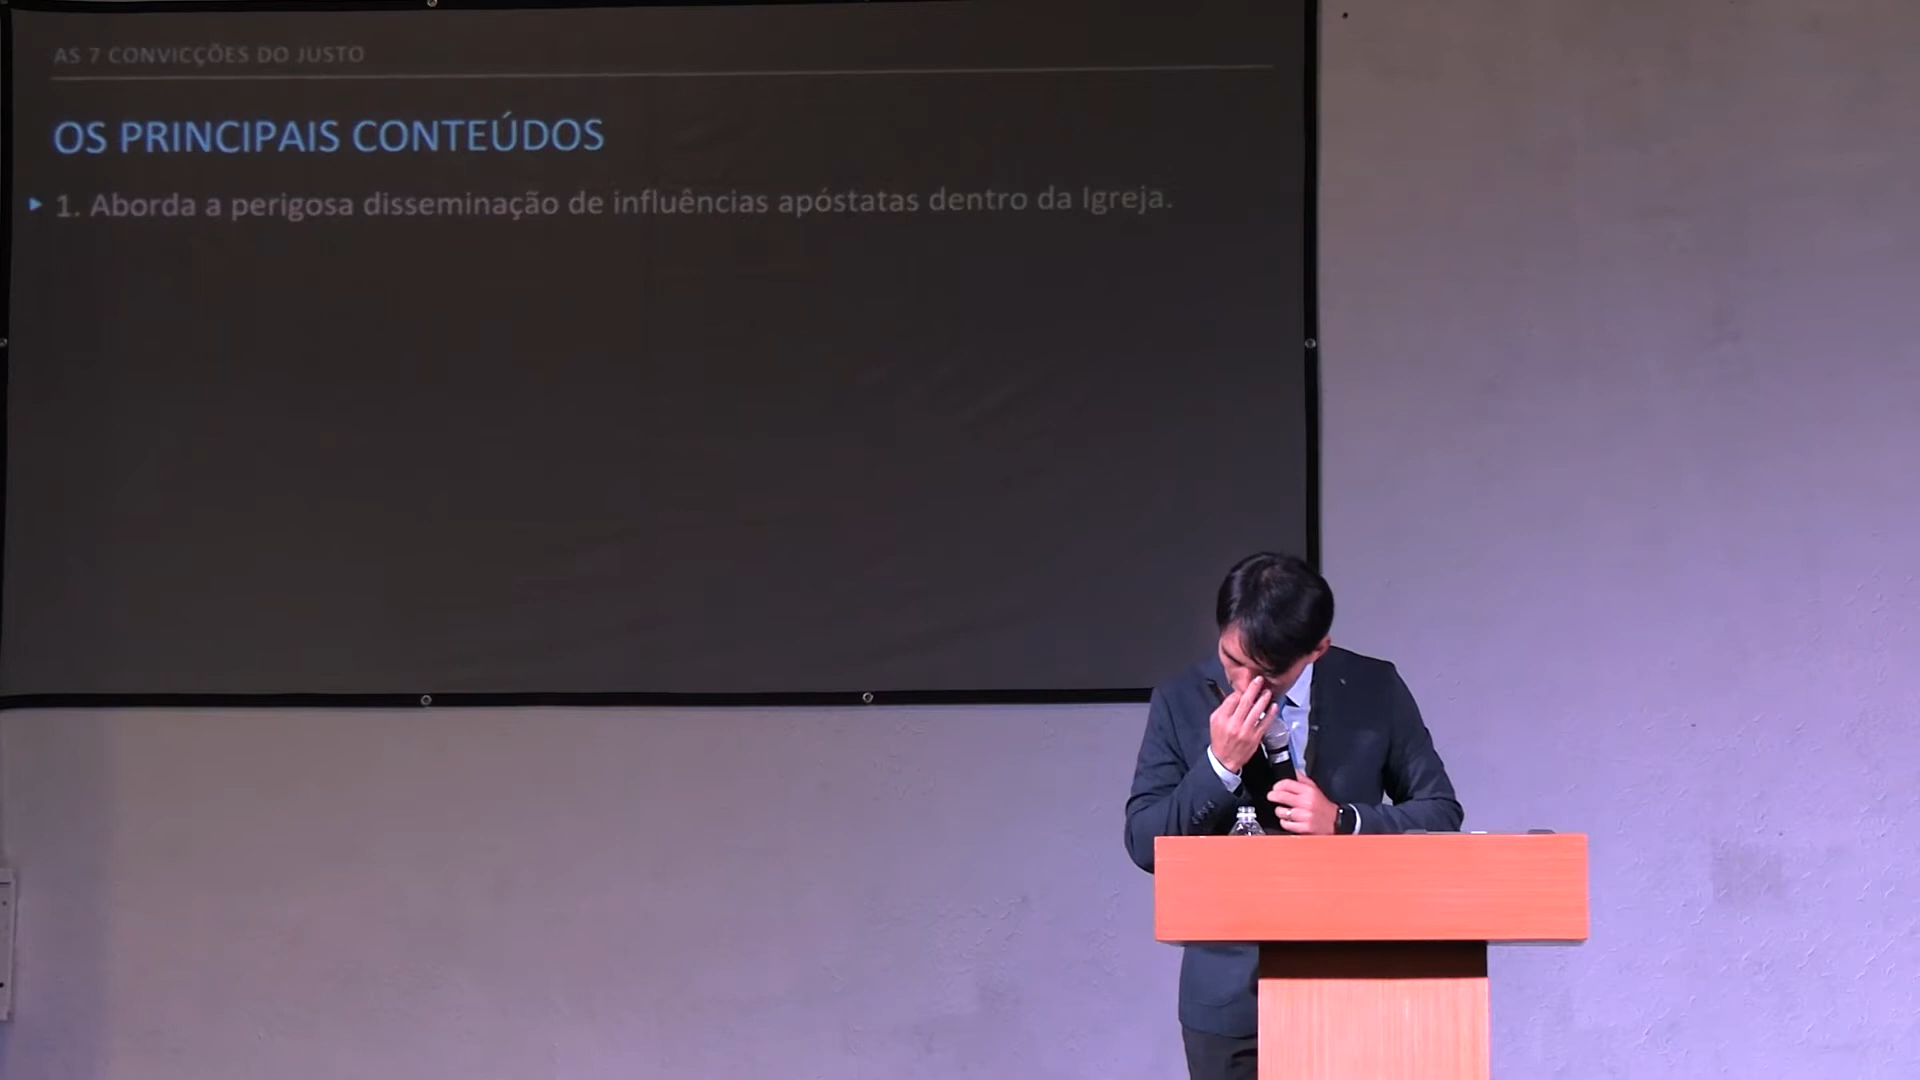 AS 7 CONVICÇÕES DO JUSTO
OS PRINCIPAIS CONTEÚDOS
1. Aborda a perigosa disseminação de influências apóstatas dentro da Igreja.